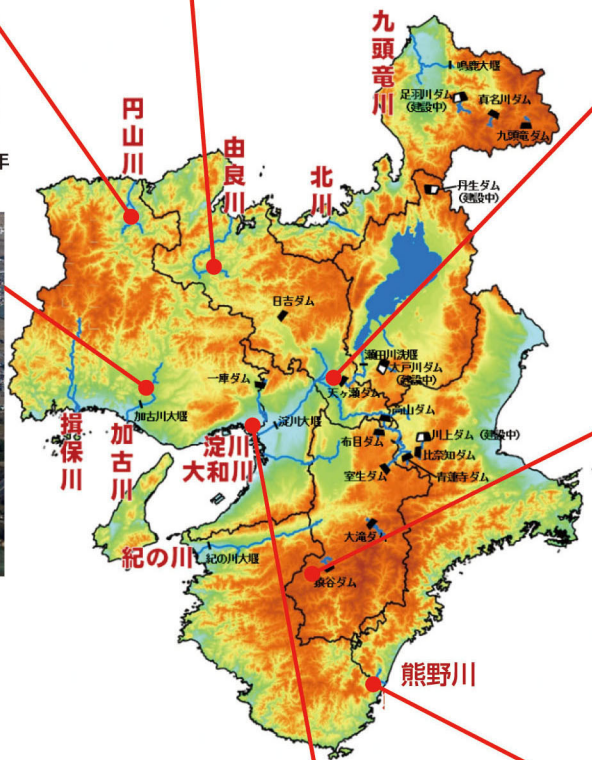 九頭竜川
鳴鹿大堰
足羽川ダム
(建設中)
真名川ダム
九頭竜ダム
円山川
年
由良川
北川
丹生ダム
(建設中)
日吉ダム
瀬田川洗堰
大戸川ダム
(建設中)
一庫ダム
天ヶ瀬ダム
加古川大堰
淀川大堰
高山ダム
布目ダム
川上ダム (建設中)
比奈知ダム
青蓮寺ダム
室生ダム
揖保川
加古川
淀川
大和川
大滝ダム
紀の川
紀の川大堰
猿谷ダム
熊野川